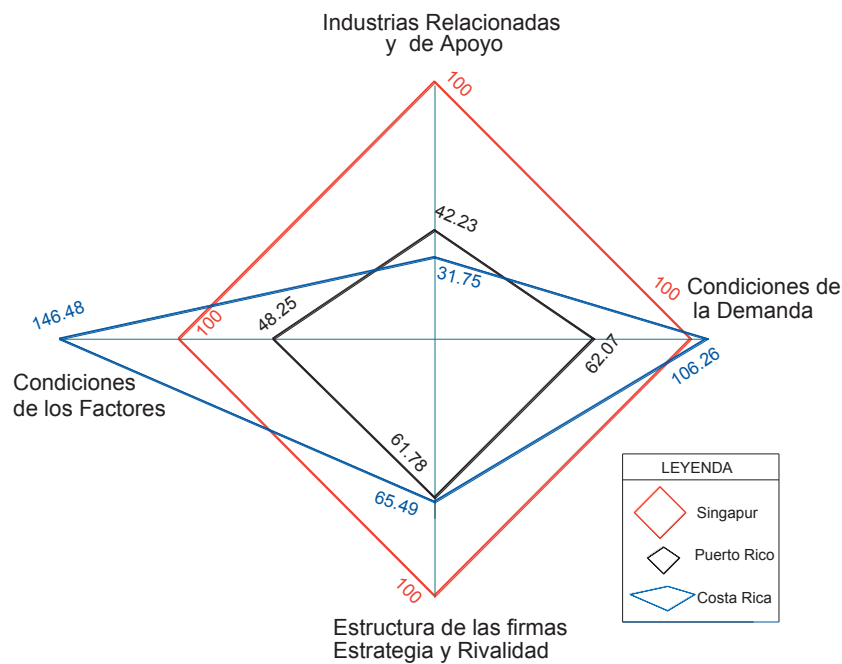 Industrias Relacionadas
y de Apoyo
100
42.23
31.75
100
Condiciones de
la Demanda
146.48
100
48.25
62.07
106.26
Condiciones
de los Factores
61.78
65.49
100
Estructura de las firmas
Estrategia y Rivalidad
LEYENDA
Singapur
Puerto Rico
Costa Rica